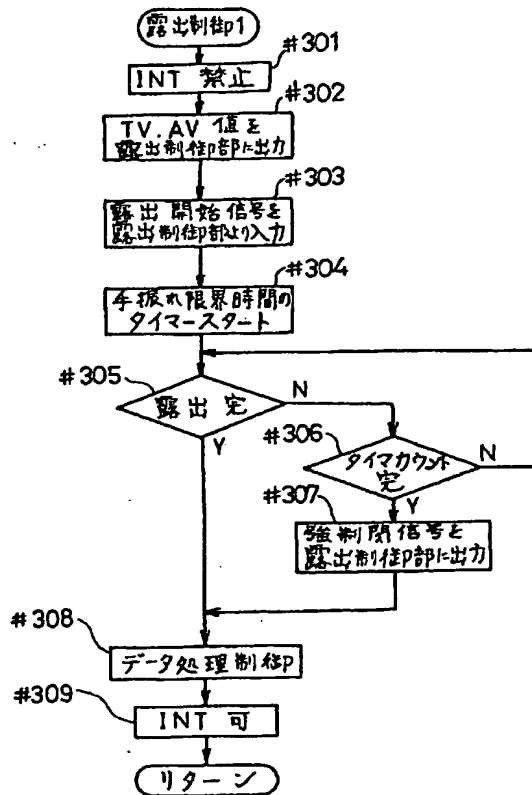 露出制御1
#301
INT 禁止
#302
TV.AV 値を
露出制御部に出力
#303
露出開始信号を
露出制御部より入力
#304
手振れ限界時間の
タイマースタート
#305
露出完
N
Y
#306
タイマカウント
完
N
Y
#307
強制閉信号を
露出制御部に出力
#308
データ処理制御
#309
INT 可
リターン